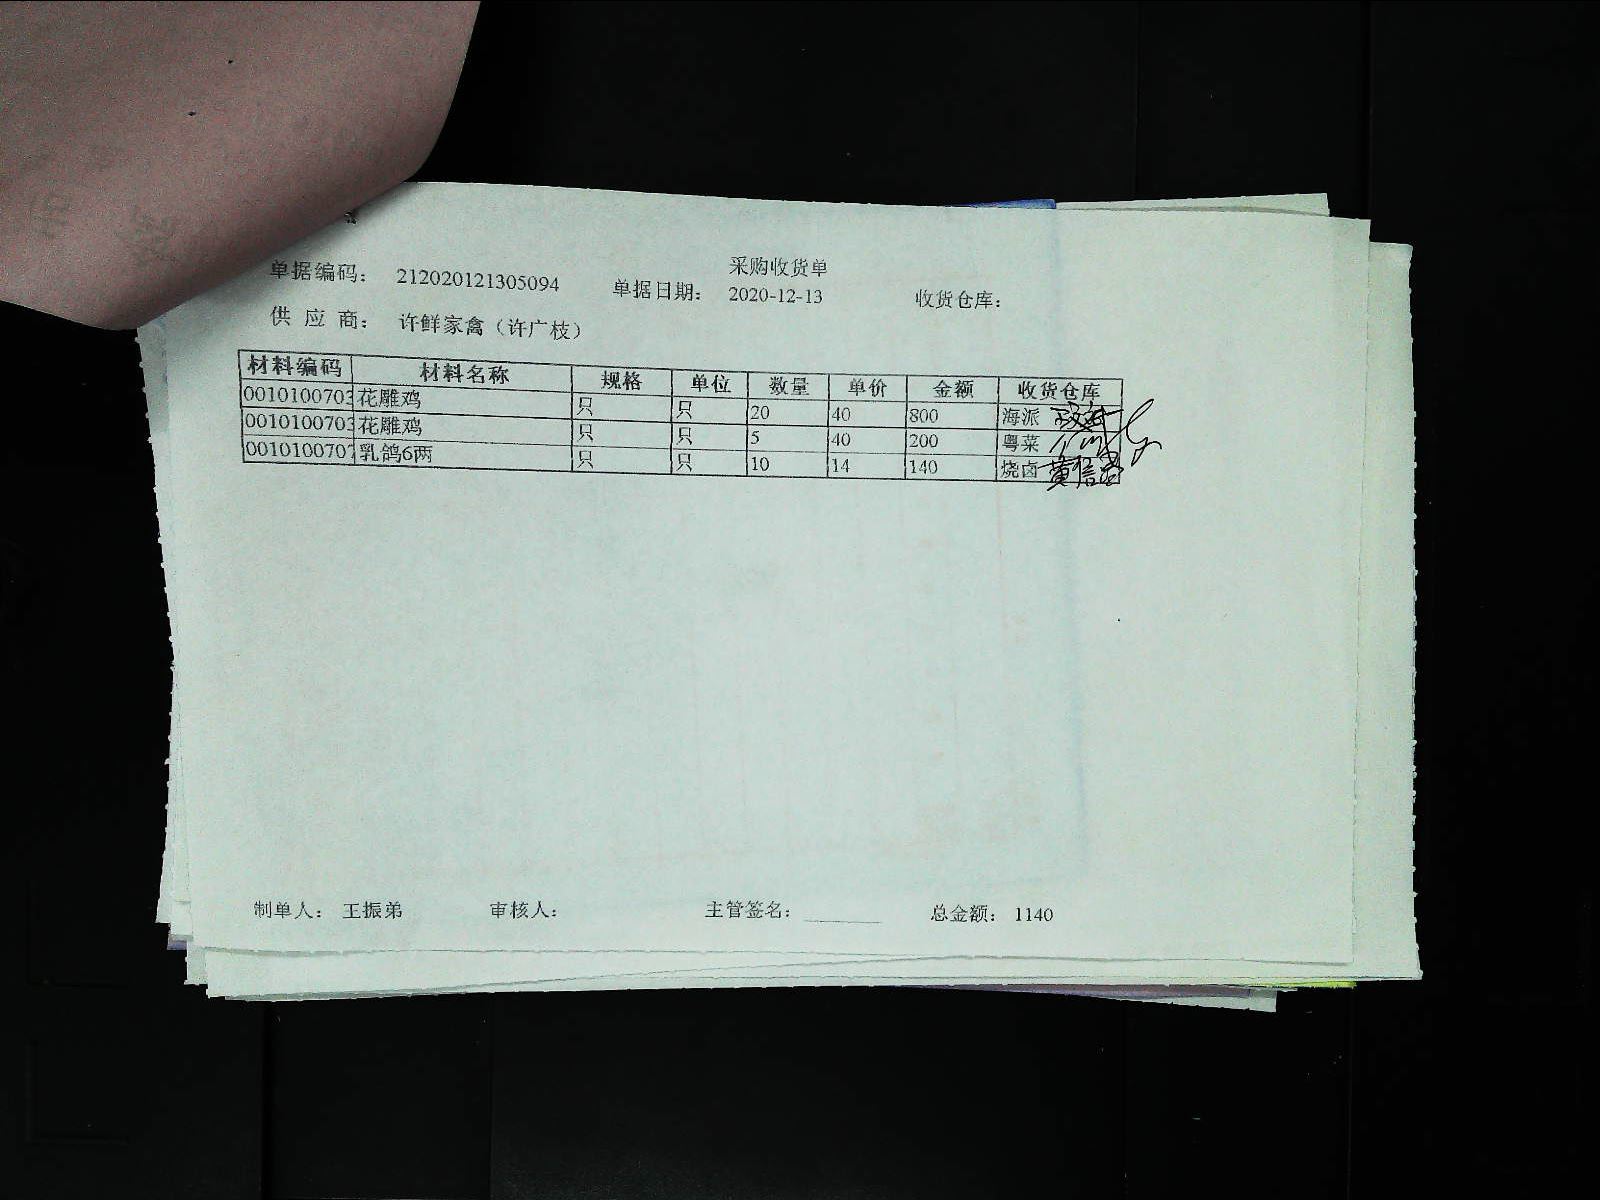 采购收货单
单据编码: 212020121305094 单据日期: 2020-12-13 收货仓库:
供 应 商: 许鲜家禽（许广枝）
材料编码 材料名称 规格 单位 数量 单价 金额 收货仓库
0010100703 花雕鸡 只 只 20 40 800 海派
0010100703 花雕鸡 只 只 5 40 200 粤菜
001010070 乳鸽6两 只 只 10 14 140 烧卤
制单人: 王振弟 审核人: 主管签名: 总金额: 1140